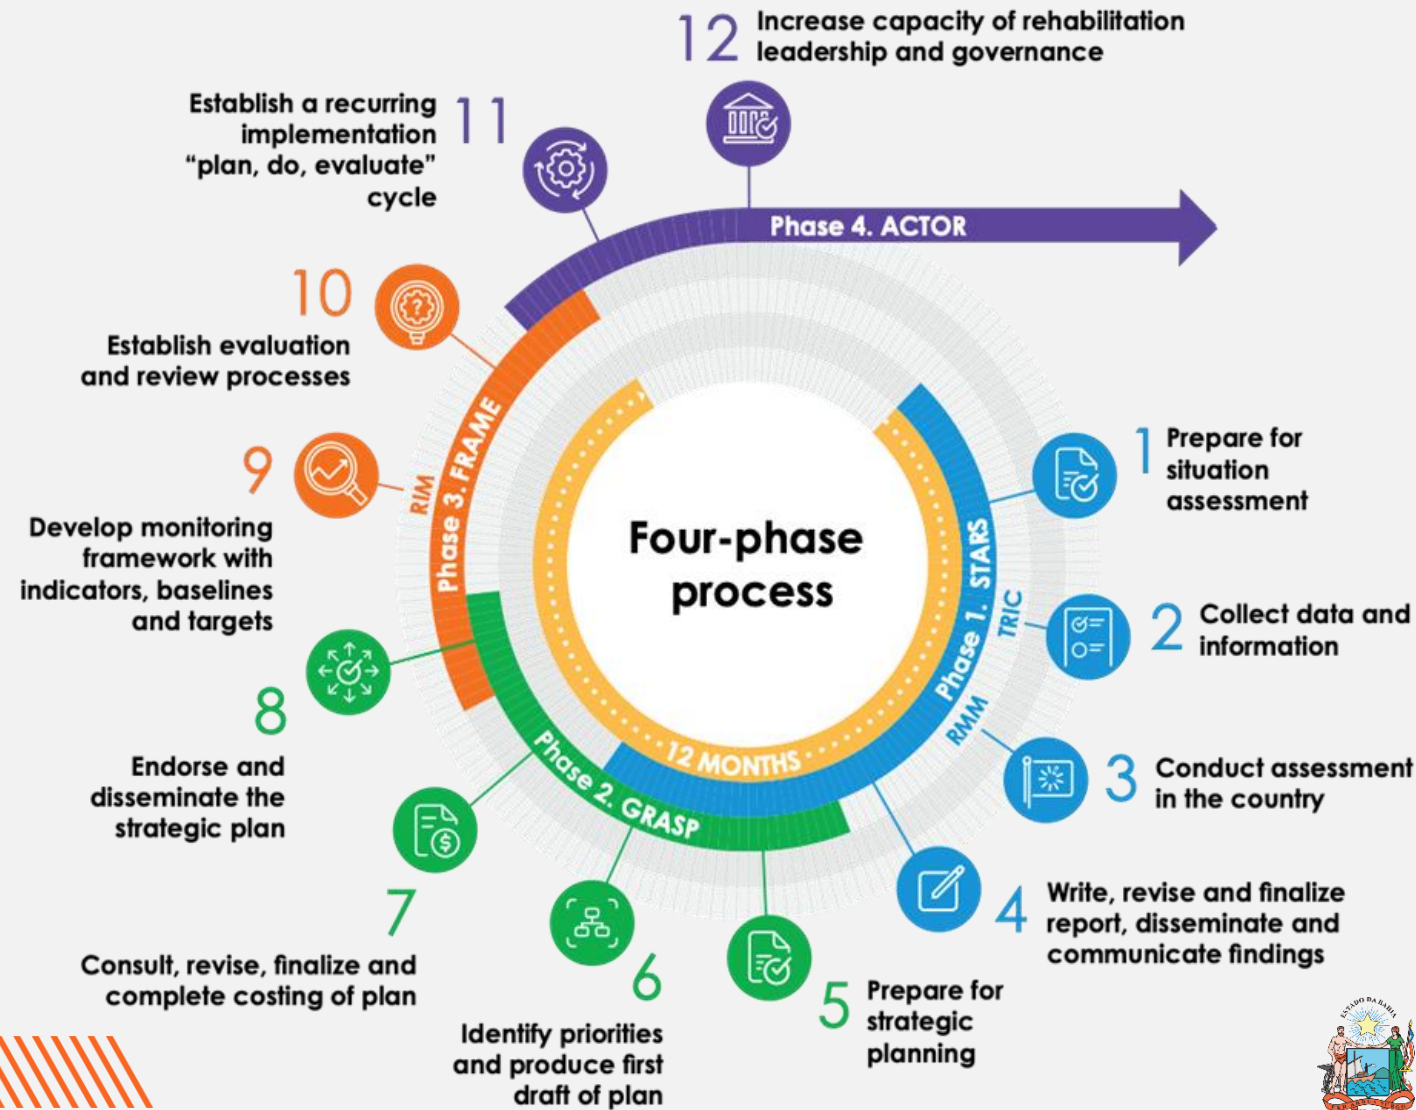 12
Increase capacity of rehabilitation
leadership and governance
Establish a recurring
implementation
“plan, do, evaluate”
cycle
11
Phase 4. ACTOR
10
Establish evaluation
and review processes
9
Develop monitoring
framework with
indicators, baselines
and targets
RIM
Phase 3. FRAME
Four-phase
process
12 MONTHS
Phase 1. STARS
TRIC
RMM
1
Prepare for
situation
assessment
2
Collect data and
information
3
Conduct assessment
in the country
4
Write, revise and finalize
report, disseminate and
communicate findings
Phase 2. GRASP
5
Prepare for
strategic
planning
6
Identify priorities
and produce first
draft of plan
7
Consult, revise, finalize and
complete costing of plan
8
Endorse and
disseminate the
strategic plan
?
$
ESTADO DA BAHIA